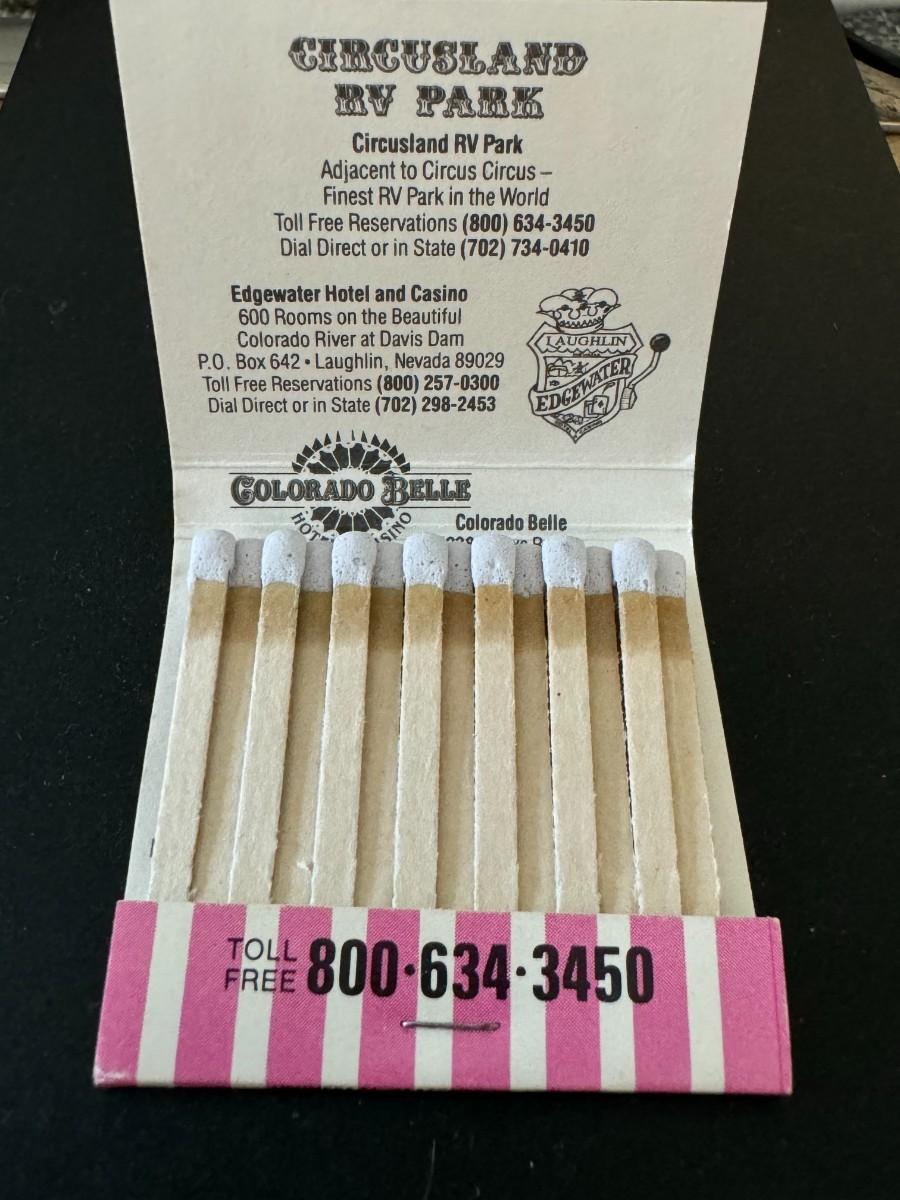 CIRCUSLAND
RV PARK
Circusland RV Park
Adjacent to Circus Circus –
Finest RV Park in the World
Toll Free Reservations (800) 634-3450
Dial Direct or in State (702) 734-0410
Edgewater Hotel and Casino
600 Rooms on the Beautiful
Colorado River at Davis Dam
P.O. Box 642 • Laughlin, Nevada 89029
Toll Free Reservations (800) 257-0300
Dial Direct or in State (702) 298-2453
LAUGHLIN
EDGEWATER
COLORADO BELLE
Colorado Belle
TOLL
FREE 800·634·3450